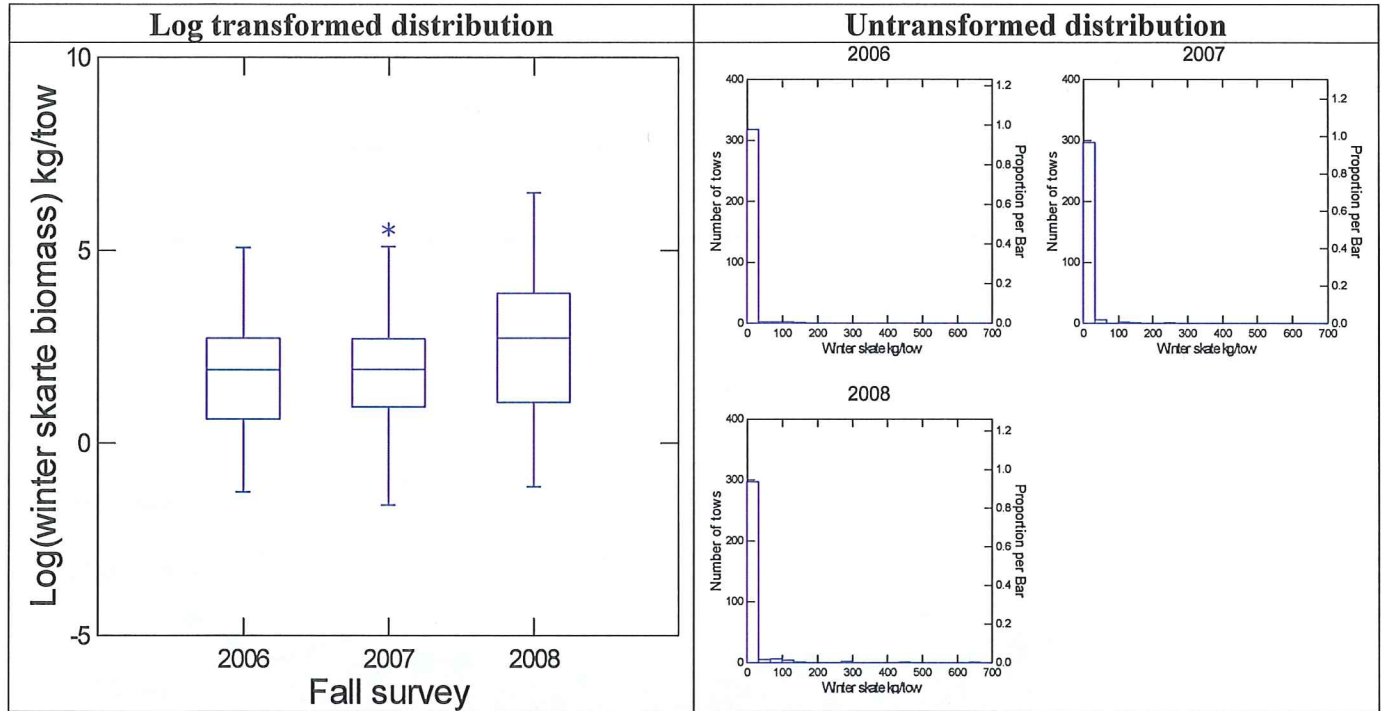 Log transformed distribution
Untransformed distribution
Log(winter skarte biomass) kg/tow
10
5
0
-5
*
2006
2007
2008
Fall survey
2006
Number of tows
400
300
200
100
0
Proportion per Bar
1.2
1.0
0.8
0.6
0.4
0.2
0.0
0 100 200 300 400 500 600 700
Winter skate kg/tow
2007
Number of tows
400
300
200
100
0
Proportion per Bar
1.2
1.0
0.8
0.6
0.4
0.2
0.0
0 100 200 300 400 500 600 700
Winter skate kg/tow
2008
Number of tows
400
300
200
100
0
Proportion per Bar
1.2
1.0
0.8
0.6
0.4
0.2
0.0
0 100 200 300 400 500 600 700
Winter skate kg/tow